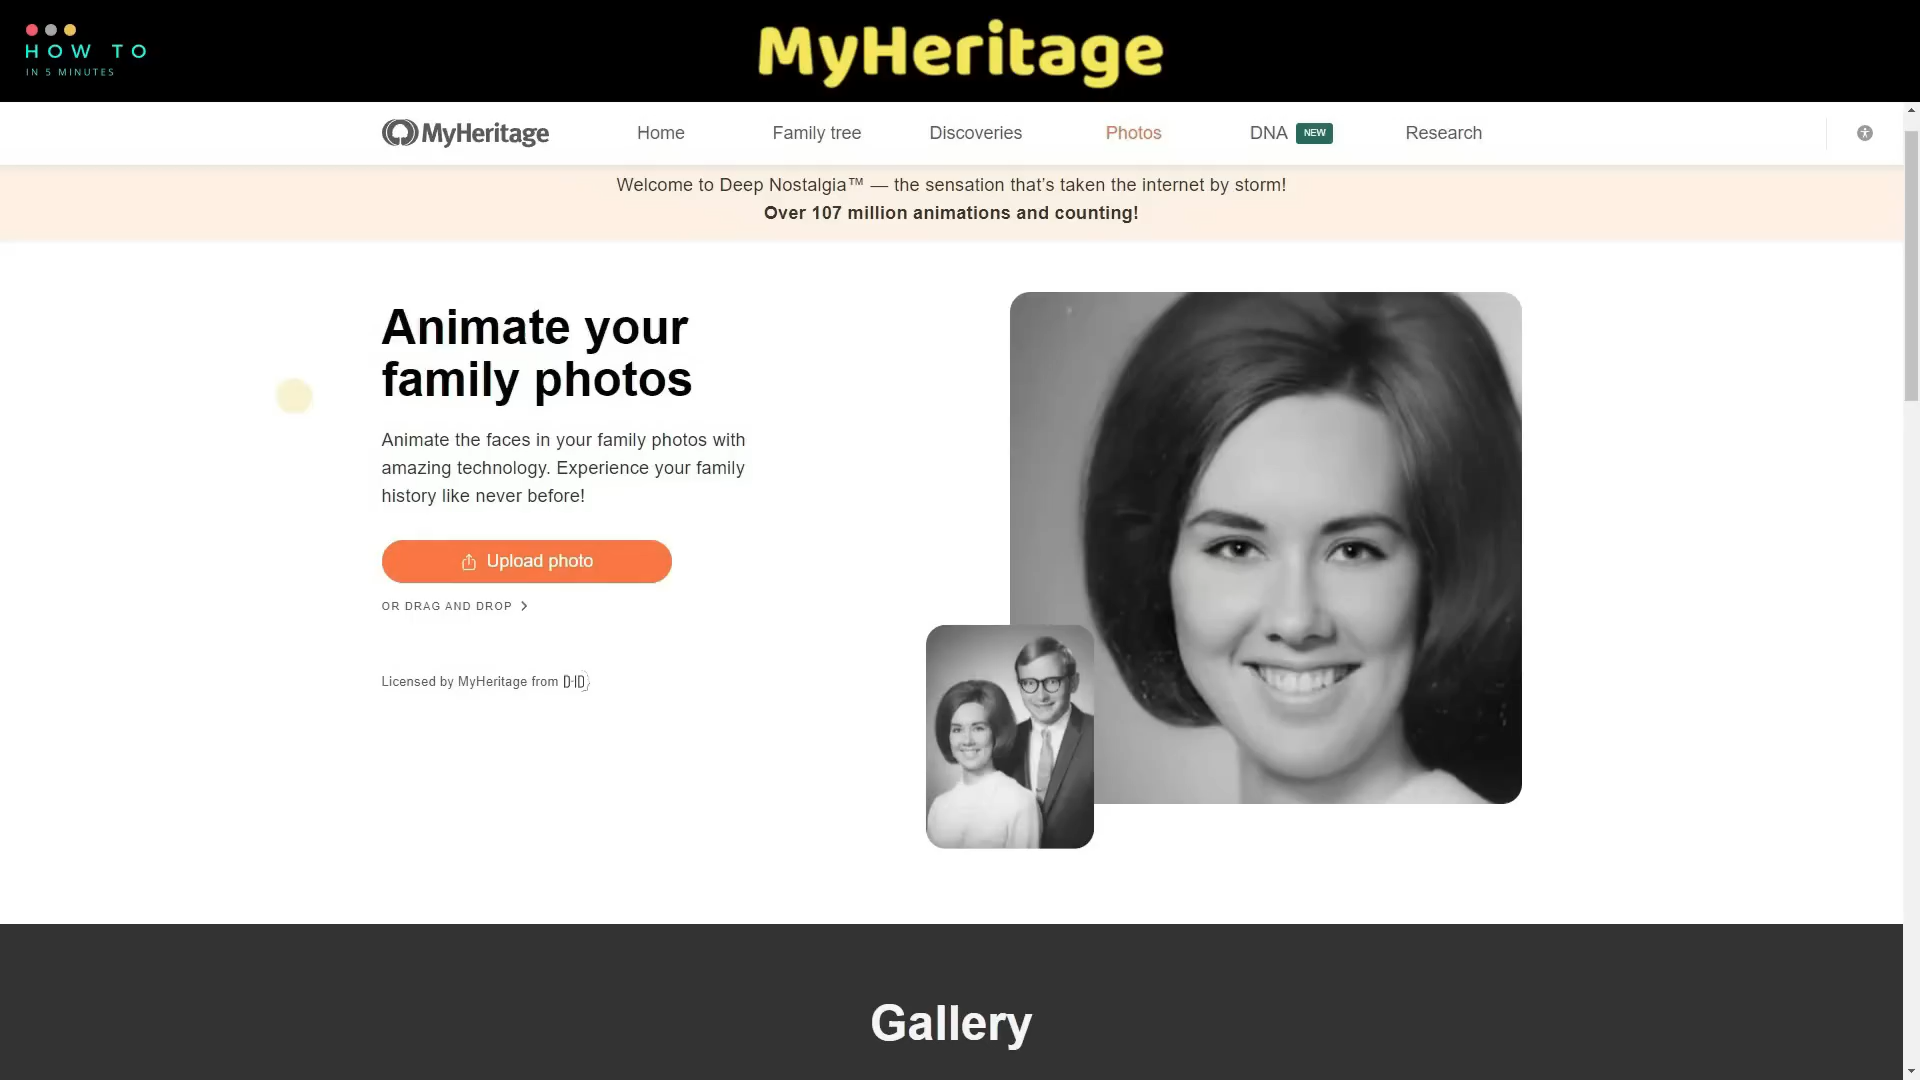 HOW TO
IN 5 MINUTES
MyHeritage
MyHeritage
Home
Family tree
Discoveries
Photos
DNA NEW
Research
Welcome to Deep Nostalgia™ — the sensation that's taken the internet by storm!
Over 107 million animations and counting!
Animate your
family photos
Animate the faces in your family photos with
amazing technology. Experience your family
history like never before!
Upload photo
OR DRAG AND DROP
Licensed by MyHeritage from D-ID
Gallery